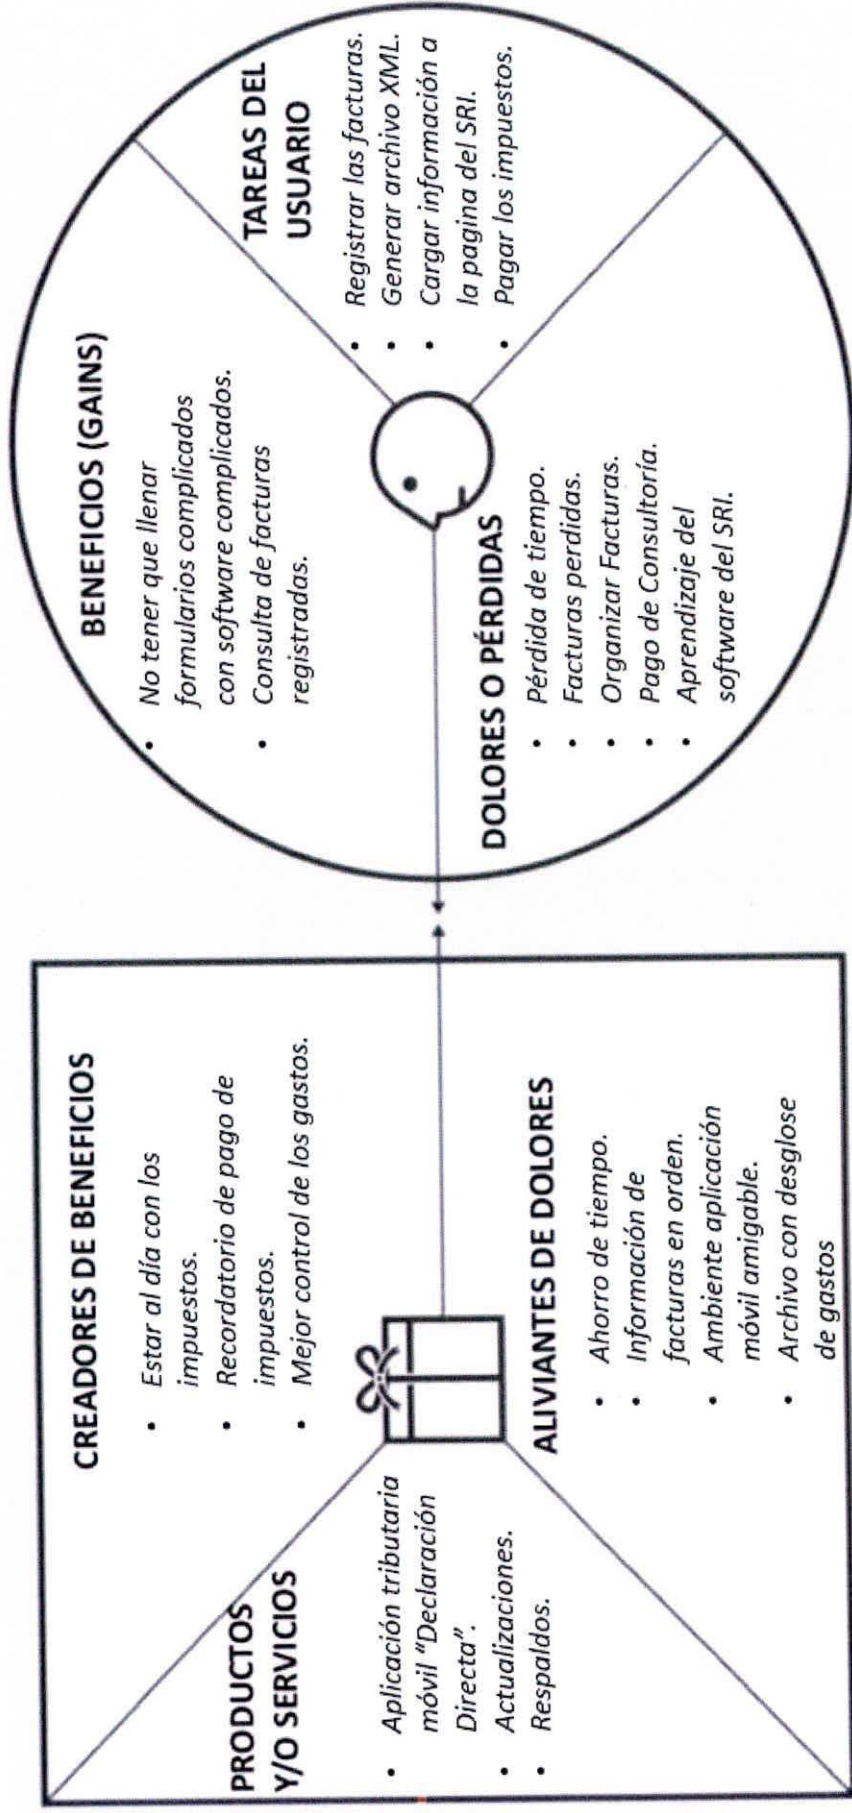 CREADORES DE BENEFICIOS
• Estar al día con los
impuestos.
• Recordatorio de pago de
impuestos.
• Mejor control de los gastos.
PRODUCTOS
Y/O SERVICIOS
• Aplicación tributaria
móvil "Declaración
Directa".
• Actualizaciones.
• Respaldos.
ALIVIANTES DE DOLORES
• Ahorro de tiempo.
• Información de
facturas en orden.
• Ambiente aplicación
móvil amigable.
• Archivo con desglose
de gastos
BENEFICIOS (GAINS)
• No tener que llenar
formularios complicados
con software complicados.
• Consulta de facturas
registradas.
TAREAS DEL
USUARIO
• Registrar las facturas.
• Generar archivo XML.
• Cargar información a
la pagina del SRI.
• Pagar los impuestos.
DOLORES O PÉRDIDAS
• Pérdida de tiempo.
• Facturas perdidas.
• Organizar Facturas.
• Pago de Consultoría.
• Aprendizaje del
software del SRI.